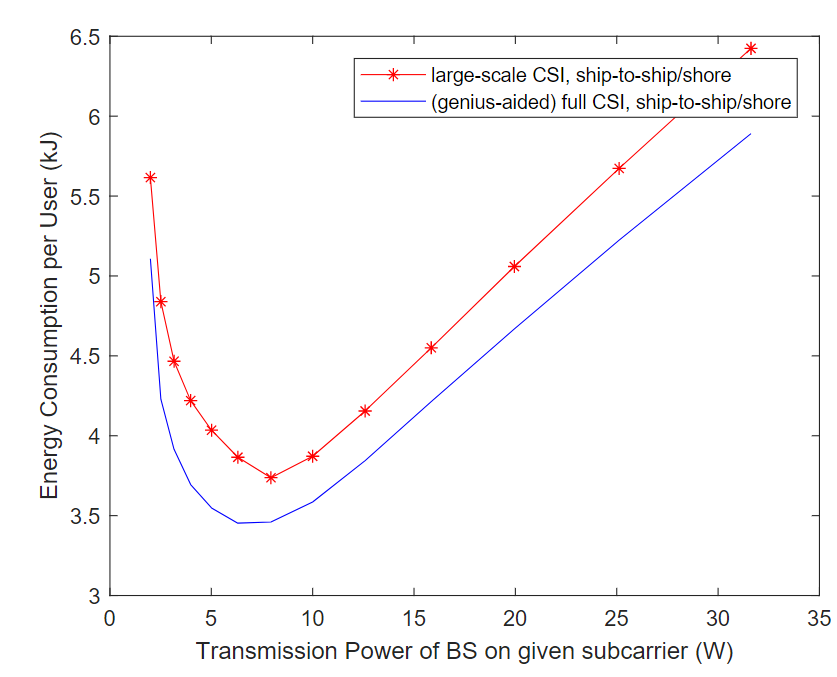 6.5
6
5.5
5
4.5
4
3.5
3
0 5 10 15 20 25 30 35
Energy Consumption per User (kJ)
Transmission Power of BS on given subcarrier (W)
large-scale CSI, ship-to-ship/shore
(genius-aided) full CSI, ship-to-ship/shore